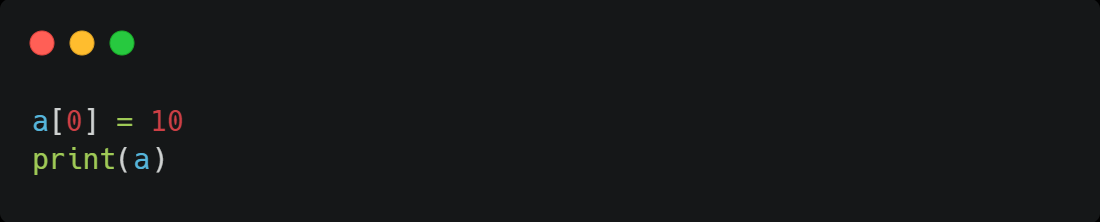 a[0] = 10
print(a)